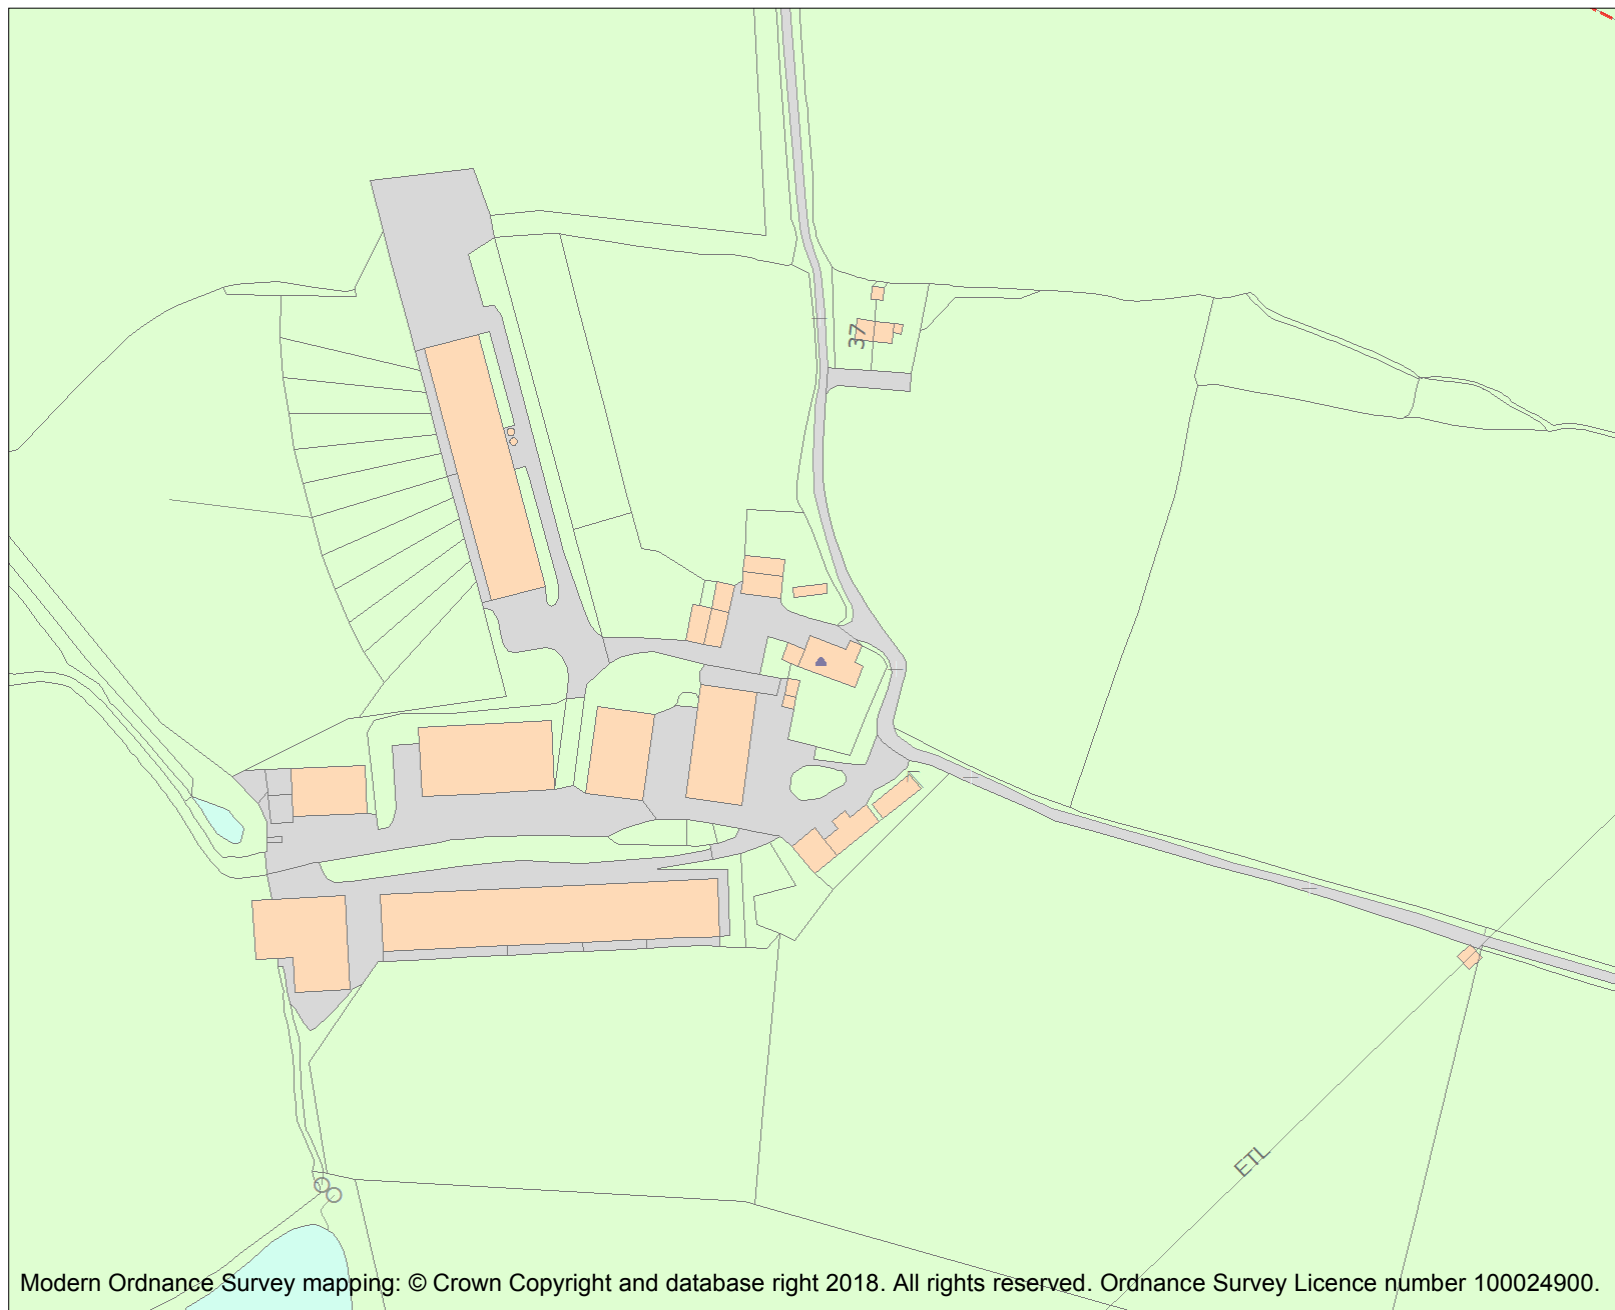 37
ETL
Modern Ordnance Survey mapping: © Crown Copyright and database right 2018. All rights reserved. Ordnance Survey Licence number 100024900.